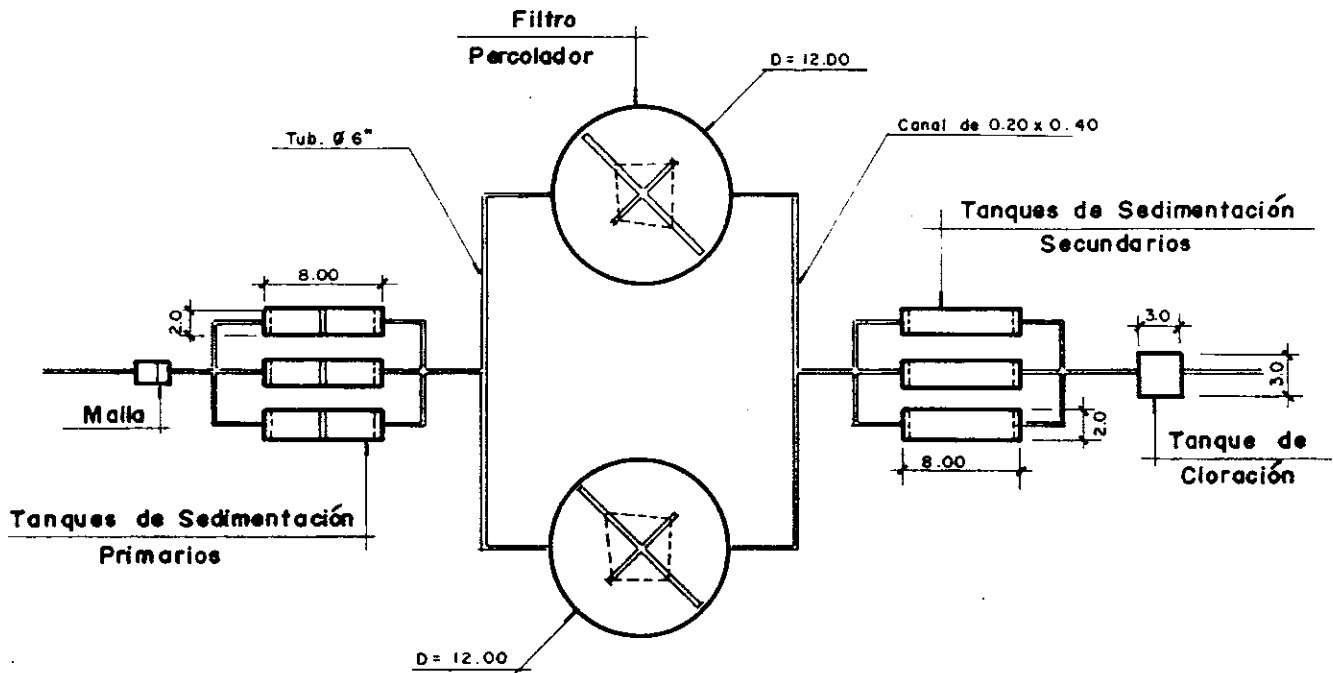 Filtro
Percolador
D = 12.00
Tub. Ø 6"
Canal de 0.20 x 0.40
Tanques de Sedimentación
Secundarios
8.00
2.0
3.0
3.0
Malla
2.0
8.00
Tanque de
Cloración
Tanques de Sedimentación
Primarios
D = 12.00